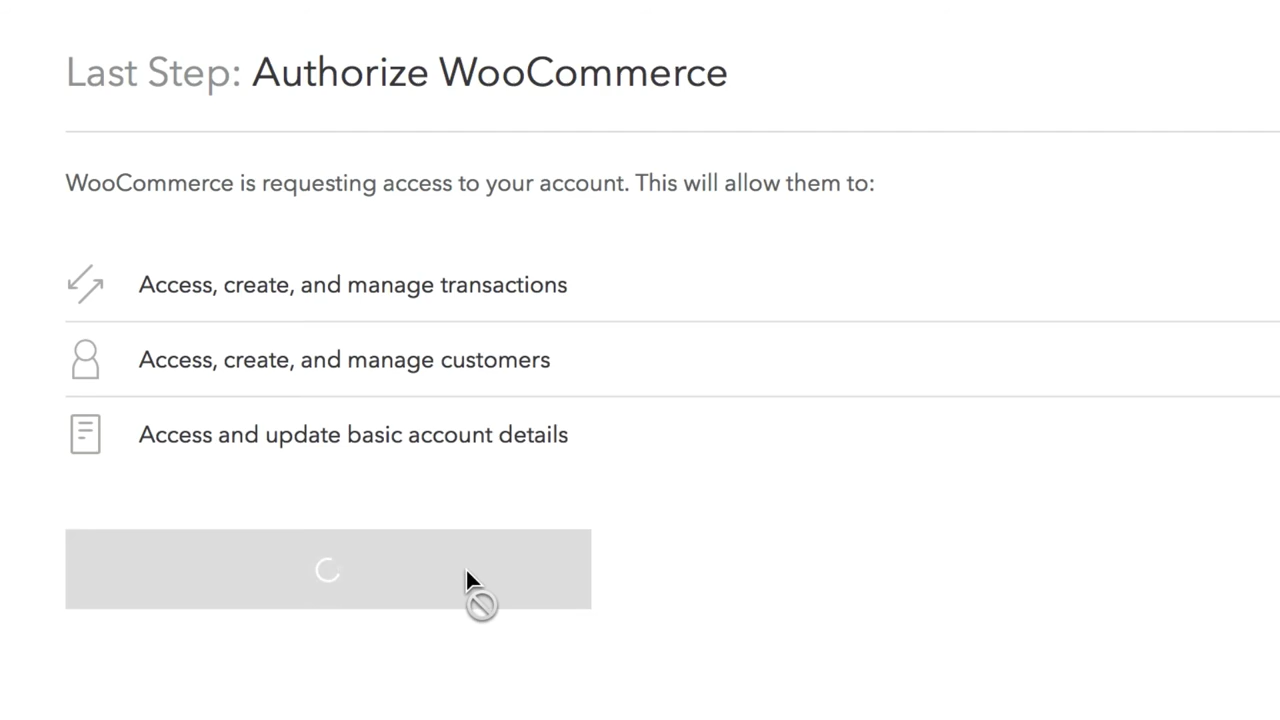 Last Step: Authorize WooCommerce
WooCommerce is requesting access to your account. This will allow them to:
Access, create, and manage transactions
Access, create, and manage customers
Access and update basic account details